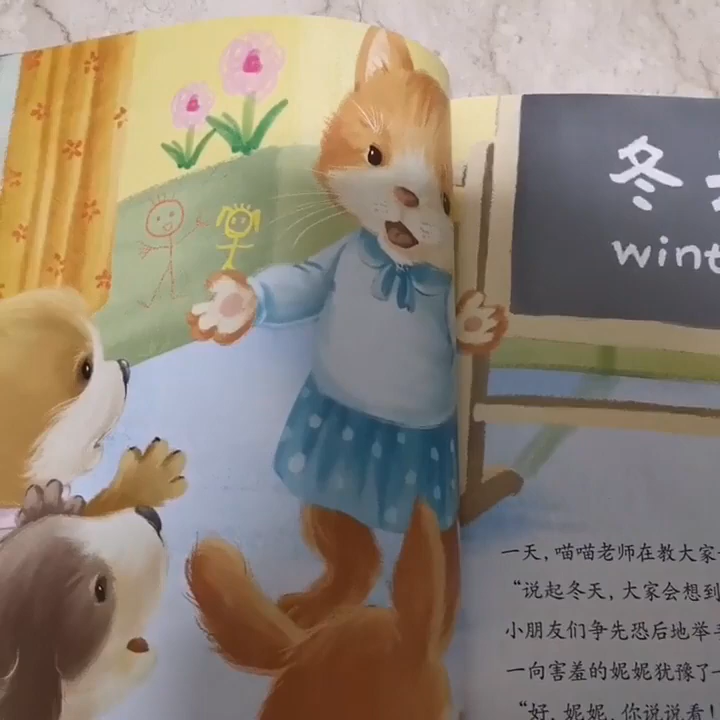 冬
wint
一天，喵喵老师在教大家
“说起冬天，大家会想到
小朋友们争先恐后地举
一向害羞的妮妮犹豫了
“好，妮妮，你说说看！